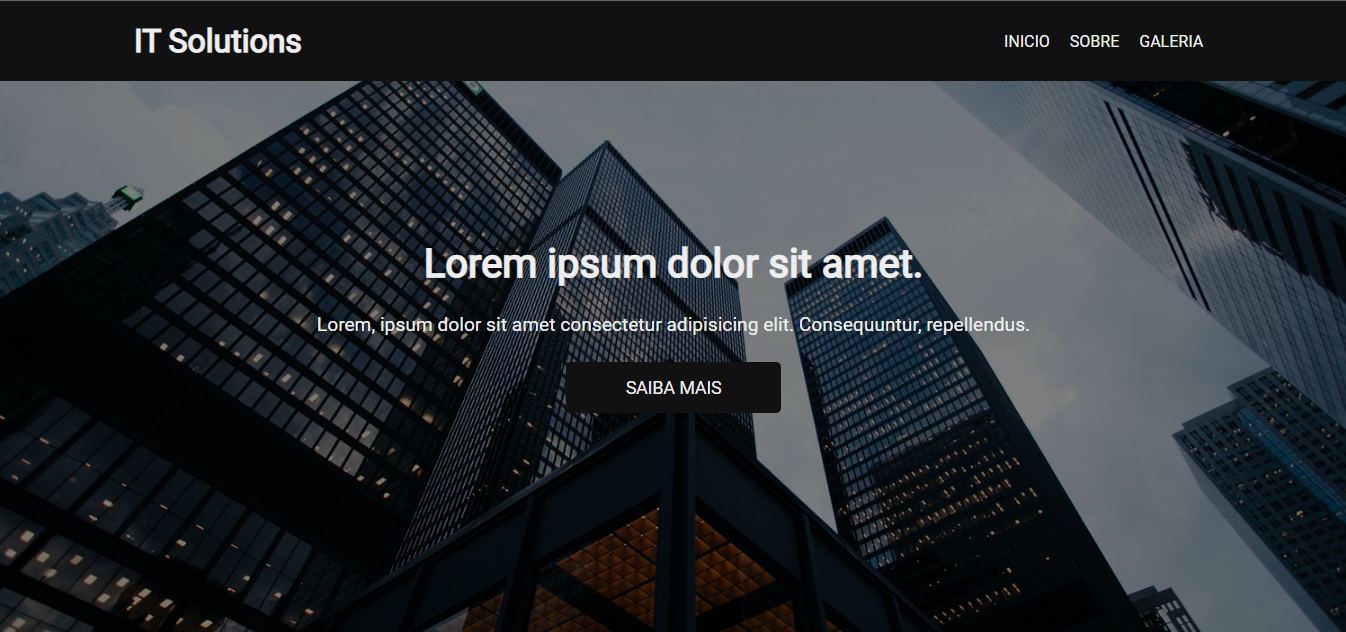 IT Solutions
INICIO SOBRE GALERIA
Lorem ipsum dolor sit amet.
Lorem, ipsum dolor sit amet consectetur adipisicing elit. Consequuntur, repellendus.
SAIBA MAIS